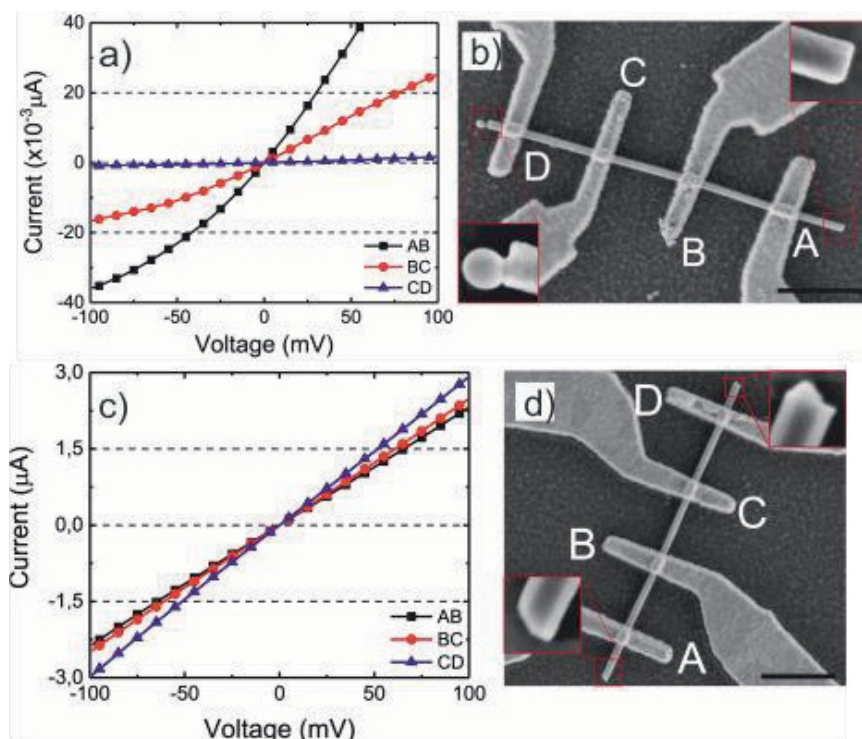 a)
Current (x10⁻³μA)
40
20
0
-20
-40
-100
-50
0
50
100
Voltage (mV)
AB
BC
CD
b)
C
D
B
A
c)
Current (μA)
3,0
1,5
0,0
-1,5
-3,0
-100
-50
0
50
100
Voltage (mV)
AB
BC
CD
d)
D
C
B
A